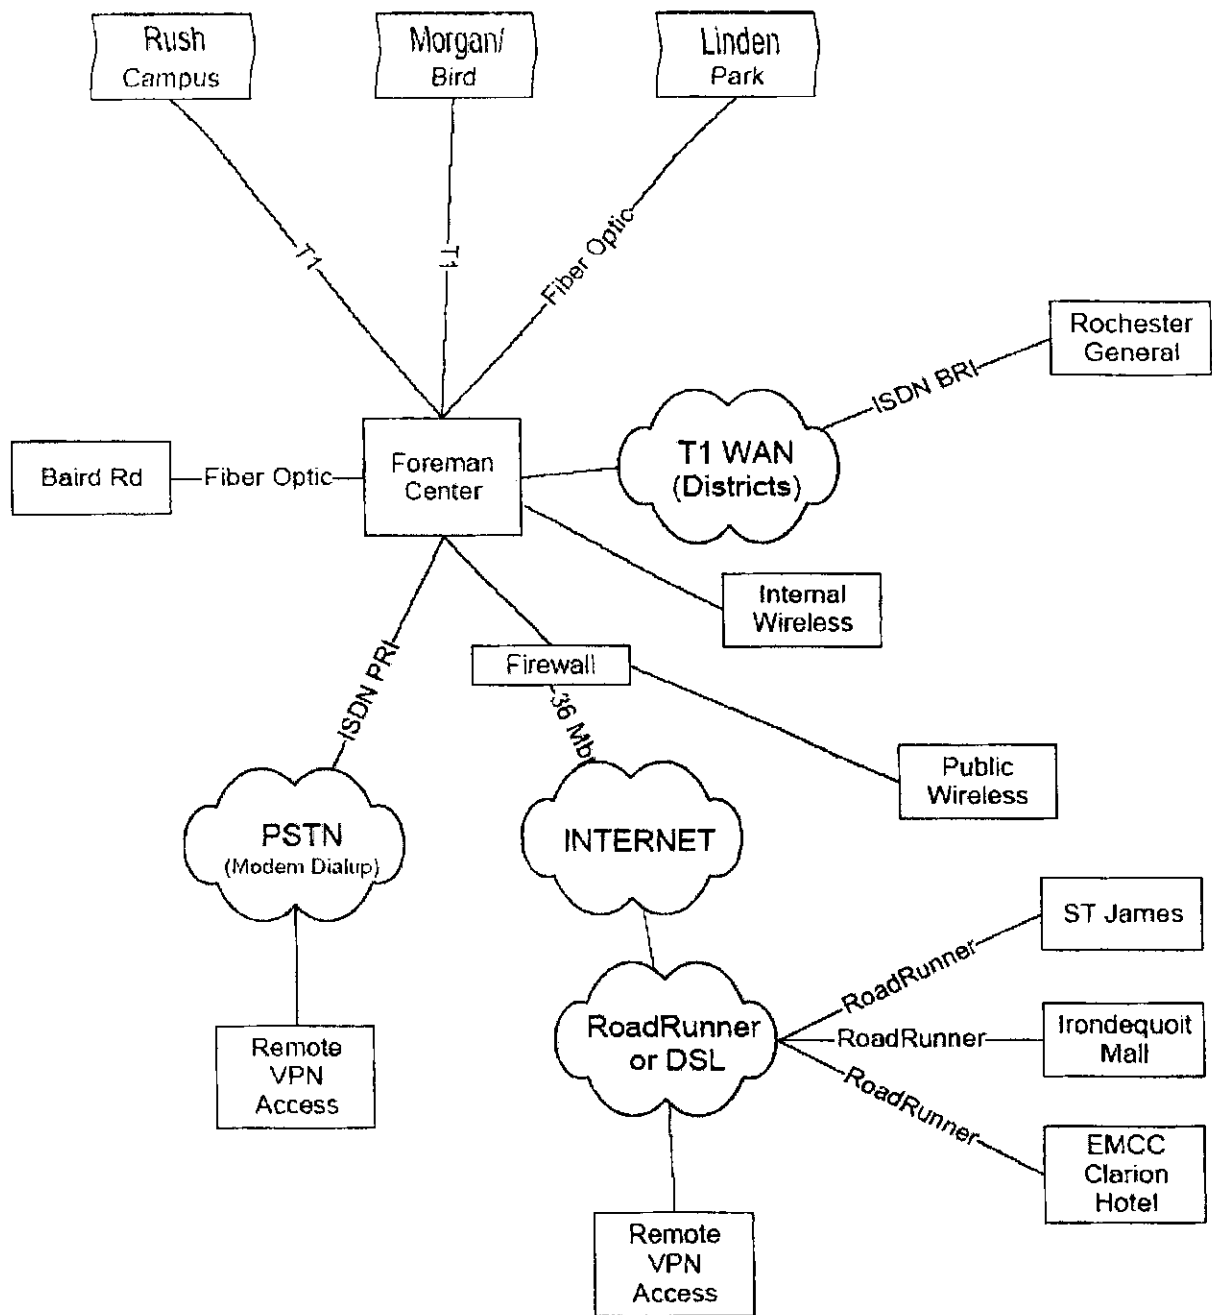 Rush
Campus
Morgan/
Bird
Linden
Park
T1
T1
Fiber Optic
Rochester
General
ISDN BRI
T1 WAN
(Districts)
Baird Rd
Fiber Optic
Foreman
Center
Internal
Wireless
ISDN PRI
Firewall
36 Mb
Public
Wireless
PSTN
(Modem Dialup)
INTERNET
ST James
RoadRunner
RoadRunner
or DSL
RoadRunner
Irondequoit
Mall
RoadRunner
Remote
VPN
Access
EMCC
Clarion
Hotel
Remote
VPN
Access